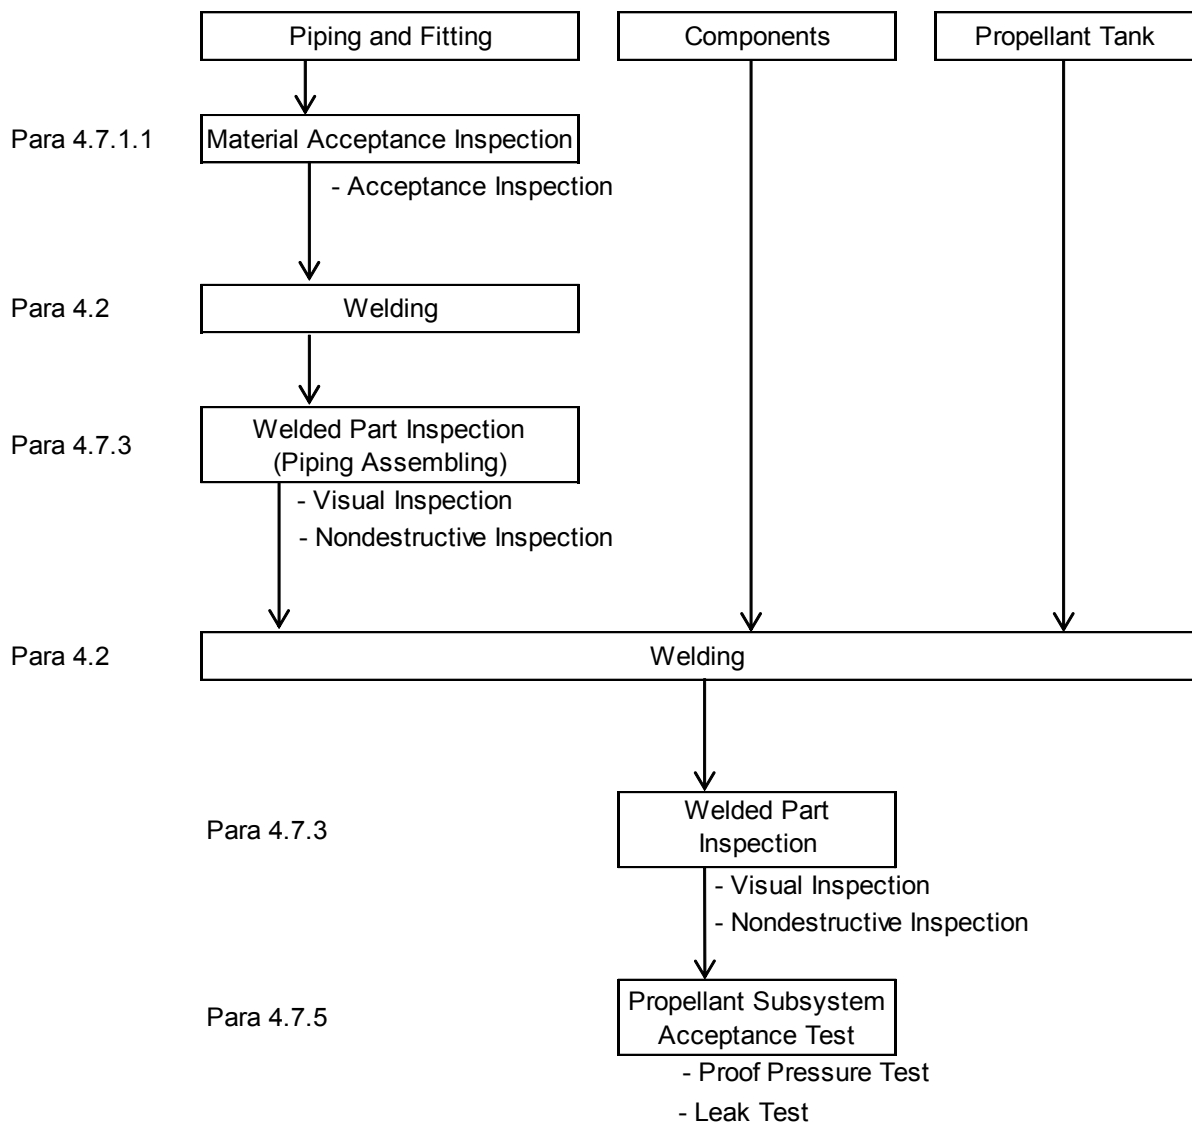 Piping and Fitting
Components
Propellant Tank
Para 4.7.1.1
Material Acceptance Inspection
- Acceptance Inspection
Para 4.2
Welding
Para 4.7.3
Welded Part Inspection
(Piping Assembling)
- Visual Inspection
- Nondestructive Inspection
Para 4.2
Welding
Para 4.7.3
Welded Part
Inspection
- Visual Inspection
- Nondestructive Inspection
Para 4.7.5
Propellant Subsystem
Acceptance Test
- Proof Pressure Test
- Leak Test